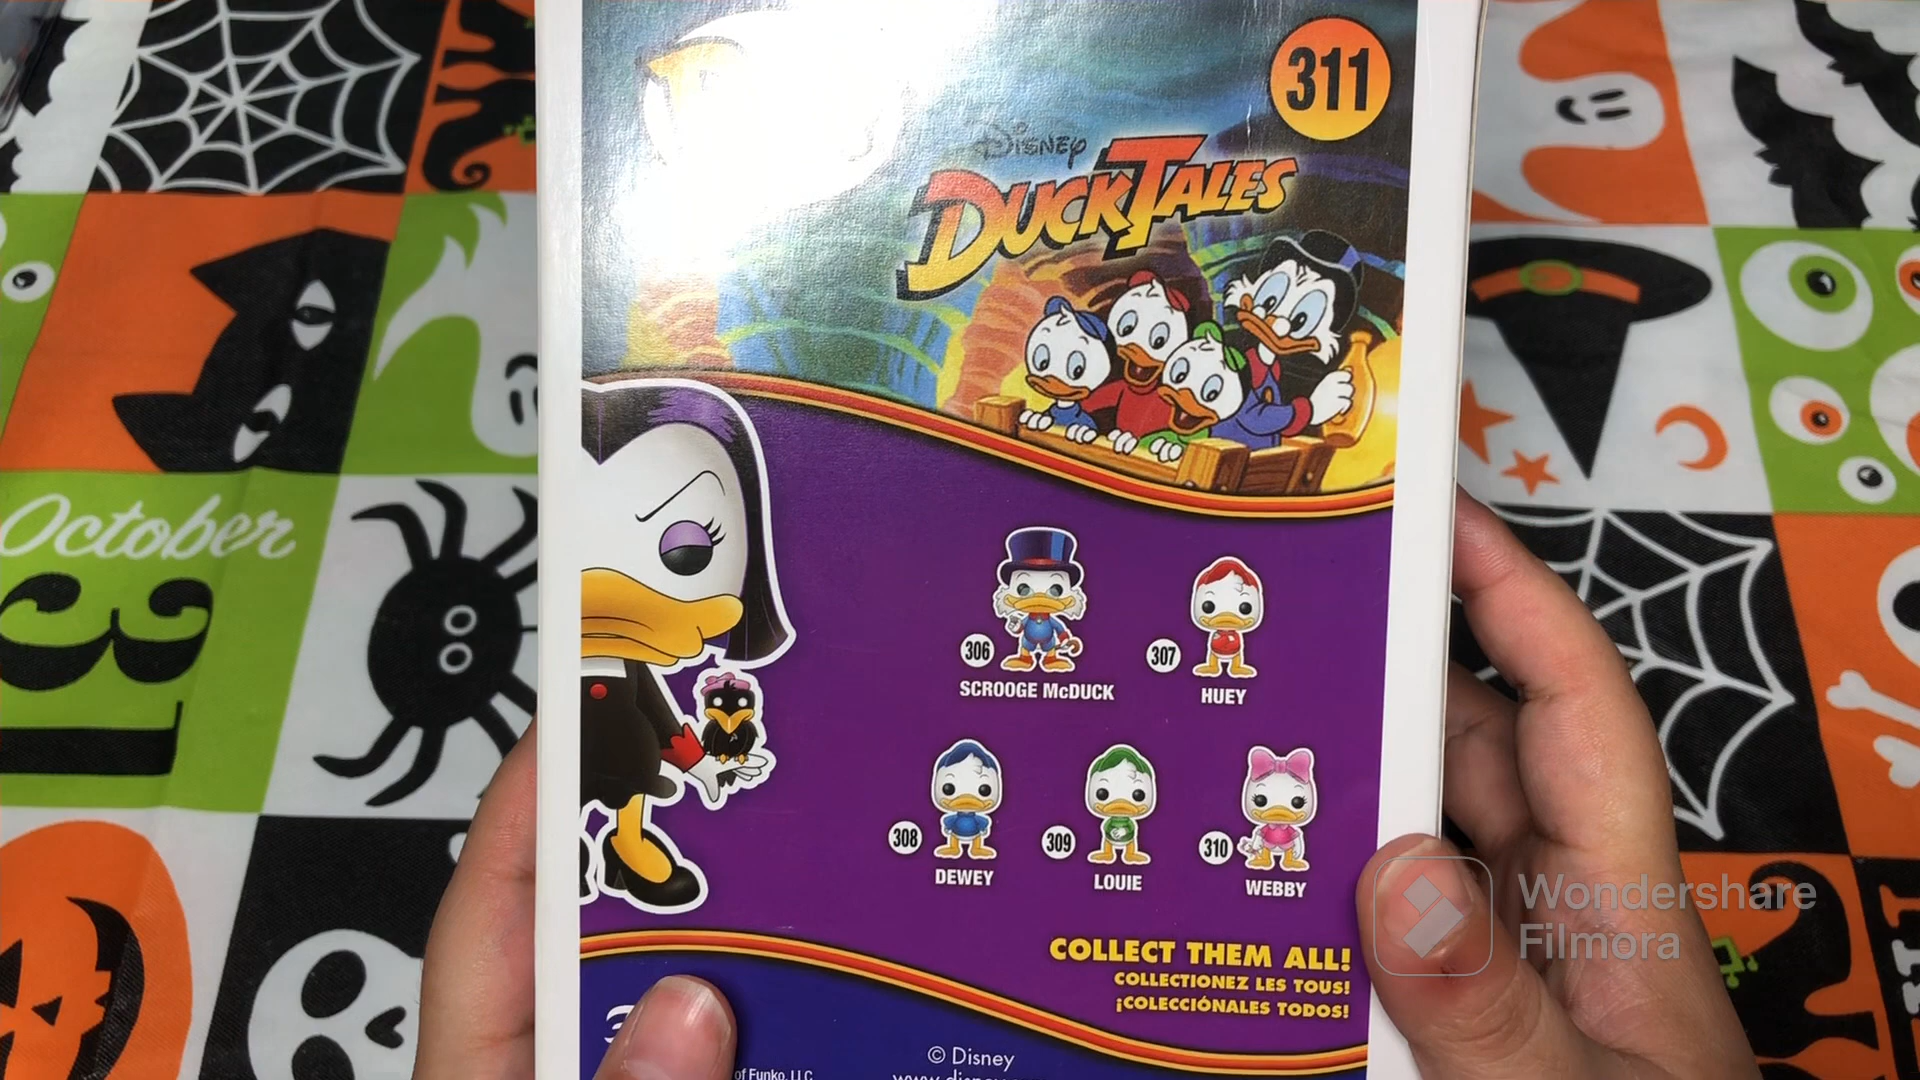 311
Disney
DUCKTALES
306
SCROOGE McDUCK
307
HUEY
308
DEWEY
309
LOUIE
310
WEBBY
COLLECT THEM ALL!
COLLECTIONEZ LES TOUS!
¡COLECCIÓNALES TODOS!
© Disney
of Funko, LLC
October
31
Wondershare
Filmora